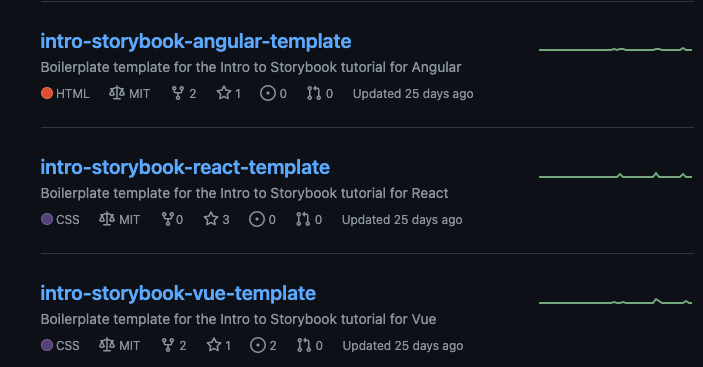 intro-storybook-angular-template
Boilerplate template for the Intro to Storybook tutorial for Angular
HTML MIT 2 1 0 0 Updated 25 days ago
intro-storybook-react-template
Boilerplate template for the Intro to Storybook tutorial for React
CSS MIT 0 3 0 0 Updated 25 days ago
intro-storybook-vue-template
Boilerplate template for the Intro to Storybook tutorial for Vue
CSS MIT 2 1 2 0 Updated 25 days ago